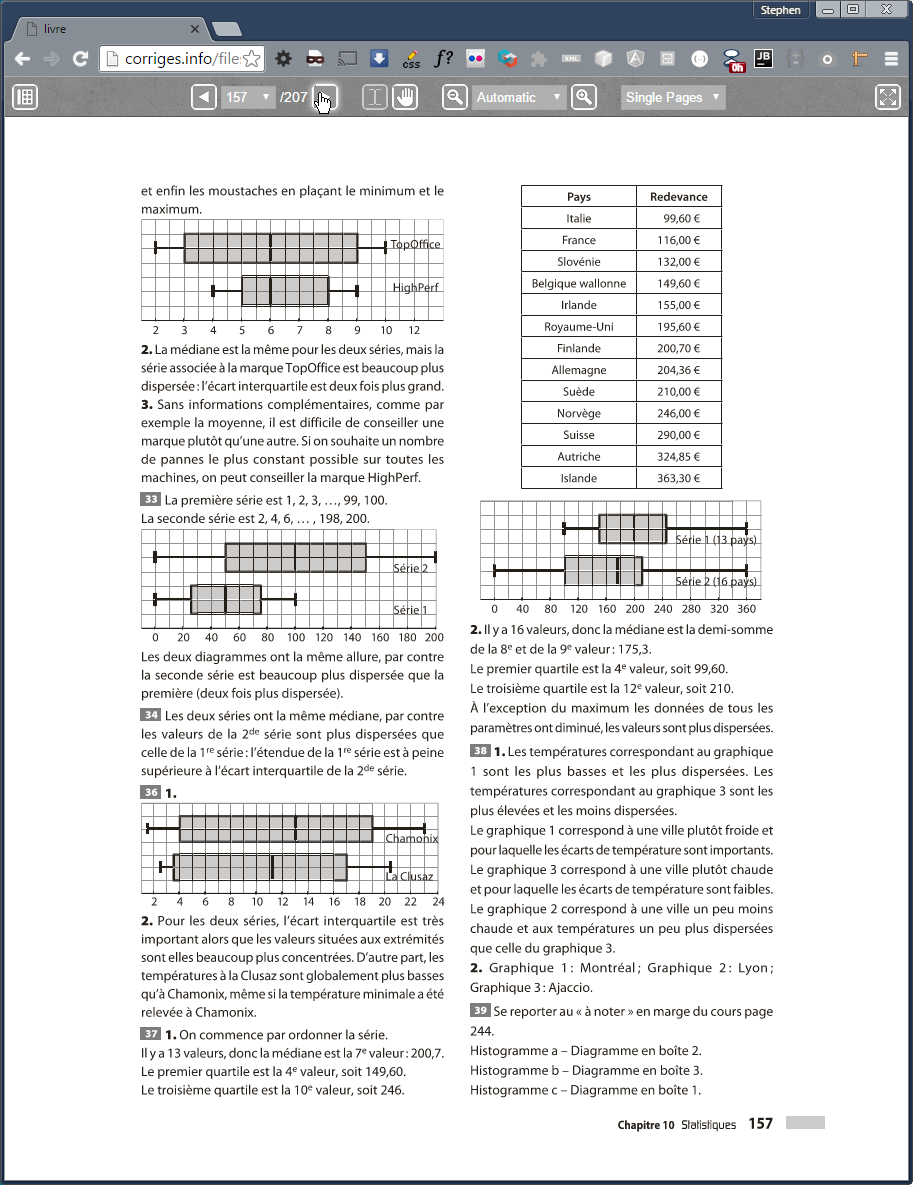 Stephen
livre
corriges.info/file
css
f?
XML
0h
JB
157
/207
Automatic
Single Pages
et enfin les moustaches en plaçant le minimum et le
maximum.
TopOffice
HighPerf
2 3 4 5 6 7 8 9 10 12
2. La médiane est la même pour les deux séries, mais la
série associée à la marque TopOffice est beaucoup plus
dispersée : l'écart interquartile est deux fois plus grand.
3. Sans informations complémentaires, comme par
exemple la moyenne, il est difficile de conseiller une
marque plutôt qu'une autre. Si on souhaite un nombre
de pannes le plus constant possible sur toutes les
machines, on peut conseiller la marque HighPerf.
33 La première série est 1, 2, 3, …, 99, 100.
La seconde série est 2, 4, 6, … , 198, 200.
Série 2
Série 1
0 20 40 60 80 100 120 140 160 180 200
Les deux diagrammes ont la même allure, par contre
la seconde série est beaucoup plus dispersée que la
première (deux fois plus dispersée).
34 Les deux séries ont la même médiane, par contre
les valeurs de la 2de série sont plus dispersées que
celle de la 1re série : l'étendue de la 1re série est à peine
supérieure à l'écart interquartile de la 2de série.
36 1.
Chamonix
La Clusaz
2 4 6 8 10 12 14 16 18 20 22 24
2. Pour les deux séries, l'écart interquartile est très
important alors que les valeurs situées aux extrémités
sont elles beaucoup plus concentrées. D'autre part, les
températures à la Clusaz sont globalement plus basses
qu'à Chamonix, même si la température minimale a été
relevée à Chamonix.
37 1. On commence par ordonner la série.
Il y a 13 valeurs, donc la médiane est la 7e valeur : 200,7.
Le premier quartile est la 4e valeur, soit 149,60.
Le troisième quartile est la 10e valeur, soit 246.
Pays Redevance
Italie 99,60 €
France 116,00 €
Slovénie 132,00 €
Belgique wallonne 149,60 €
Irlande 155,00 €
Royaume-Uni 195,60 €
Finlande 200,70 €
Allemagne 204,36 €
Suède 210,00 €
Norvège 246,00 €
Suisse 290,00 €
Autriche 324,85 €
Islande 363,30 €
Série 1 (13 pays)
Série 2 (16 pays)
0 40 80 120 160 200 240 280 320 360
2. Il y a 16 valeurs, donc la médiane est la demi-somme
de la 8e et de la 9e valeur : 175,3.
Le premier quartile est la 4e valeur, soit 99,60.
Le troisième quartile est la 12e valeur, soit 210.
À l'exception du maximum les données de tous les
paramètres ont diminué, les valeurs sont plus dispersées.
38 1. Les températures correspondant au graphique
1 sont les plus basses et les plus dispersées. Les
températures correspondant au graphique 3 sont les
plus élevées et les moins dispersées.
Le graphique 1 correspond à une ville plutôt froide et
pour laquelle les écarts de température sont importants.
Le graphique 3 correspond à une ville plutôt chaude
et pour laquelle les écarts de température sont faibles.
Le graphique 2 correspond à une ville un peu moins
chaude et aux températures un peu plus dispersées
que celle du graphique 3.
2. Graphique 1 : Montréal ; Graphique 2 : Lyon ;
Graphique 3 : Ajaccio.
39 Se reporter au « à noter » en marge du cours page
244.
Histogramme a – Diagramme en boîte 2.
Histogramme b – Diagramme en boîte 3.
Histogramme c – Diagramme en boîte 1.
Chapitre 10 Statistiques 157